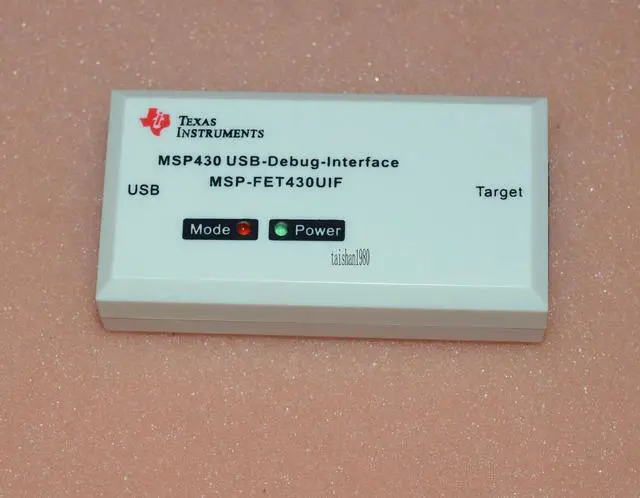 TEXAS
INSTRUMENTS
MSP430 USB-Debug-Interface
MSP-FET430UIF
USB
Target
Mode
Power
taishan1980